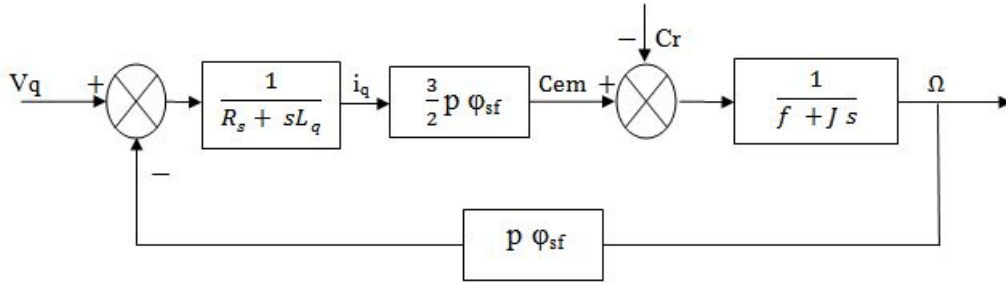 Vq
+
−
1
R_s + sL_q
i_q
3
2
p φ_sf
Cem
+
−
Cr
1
f + J s
Ω
p φ_sf